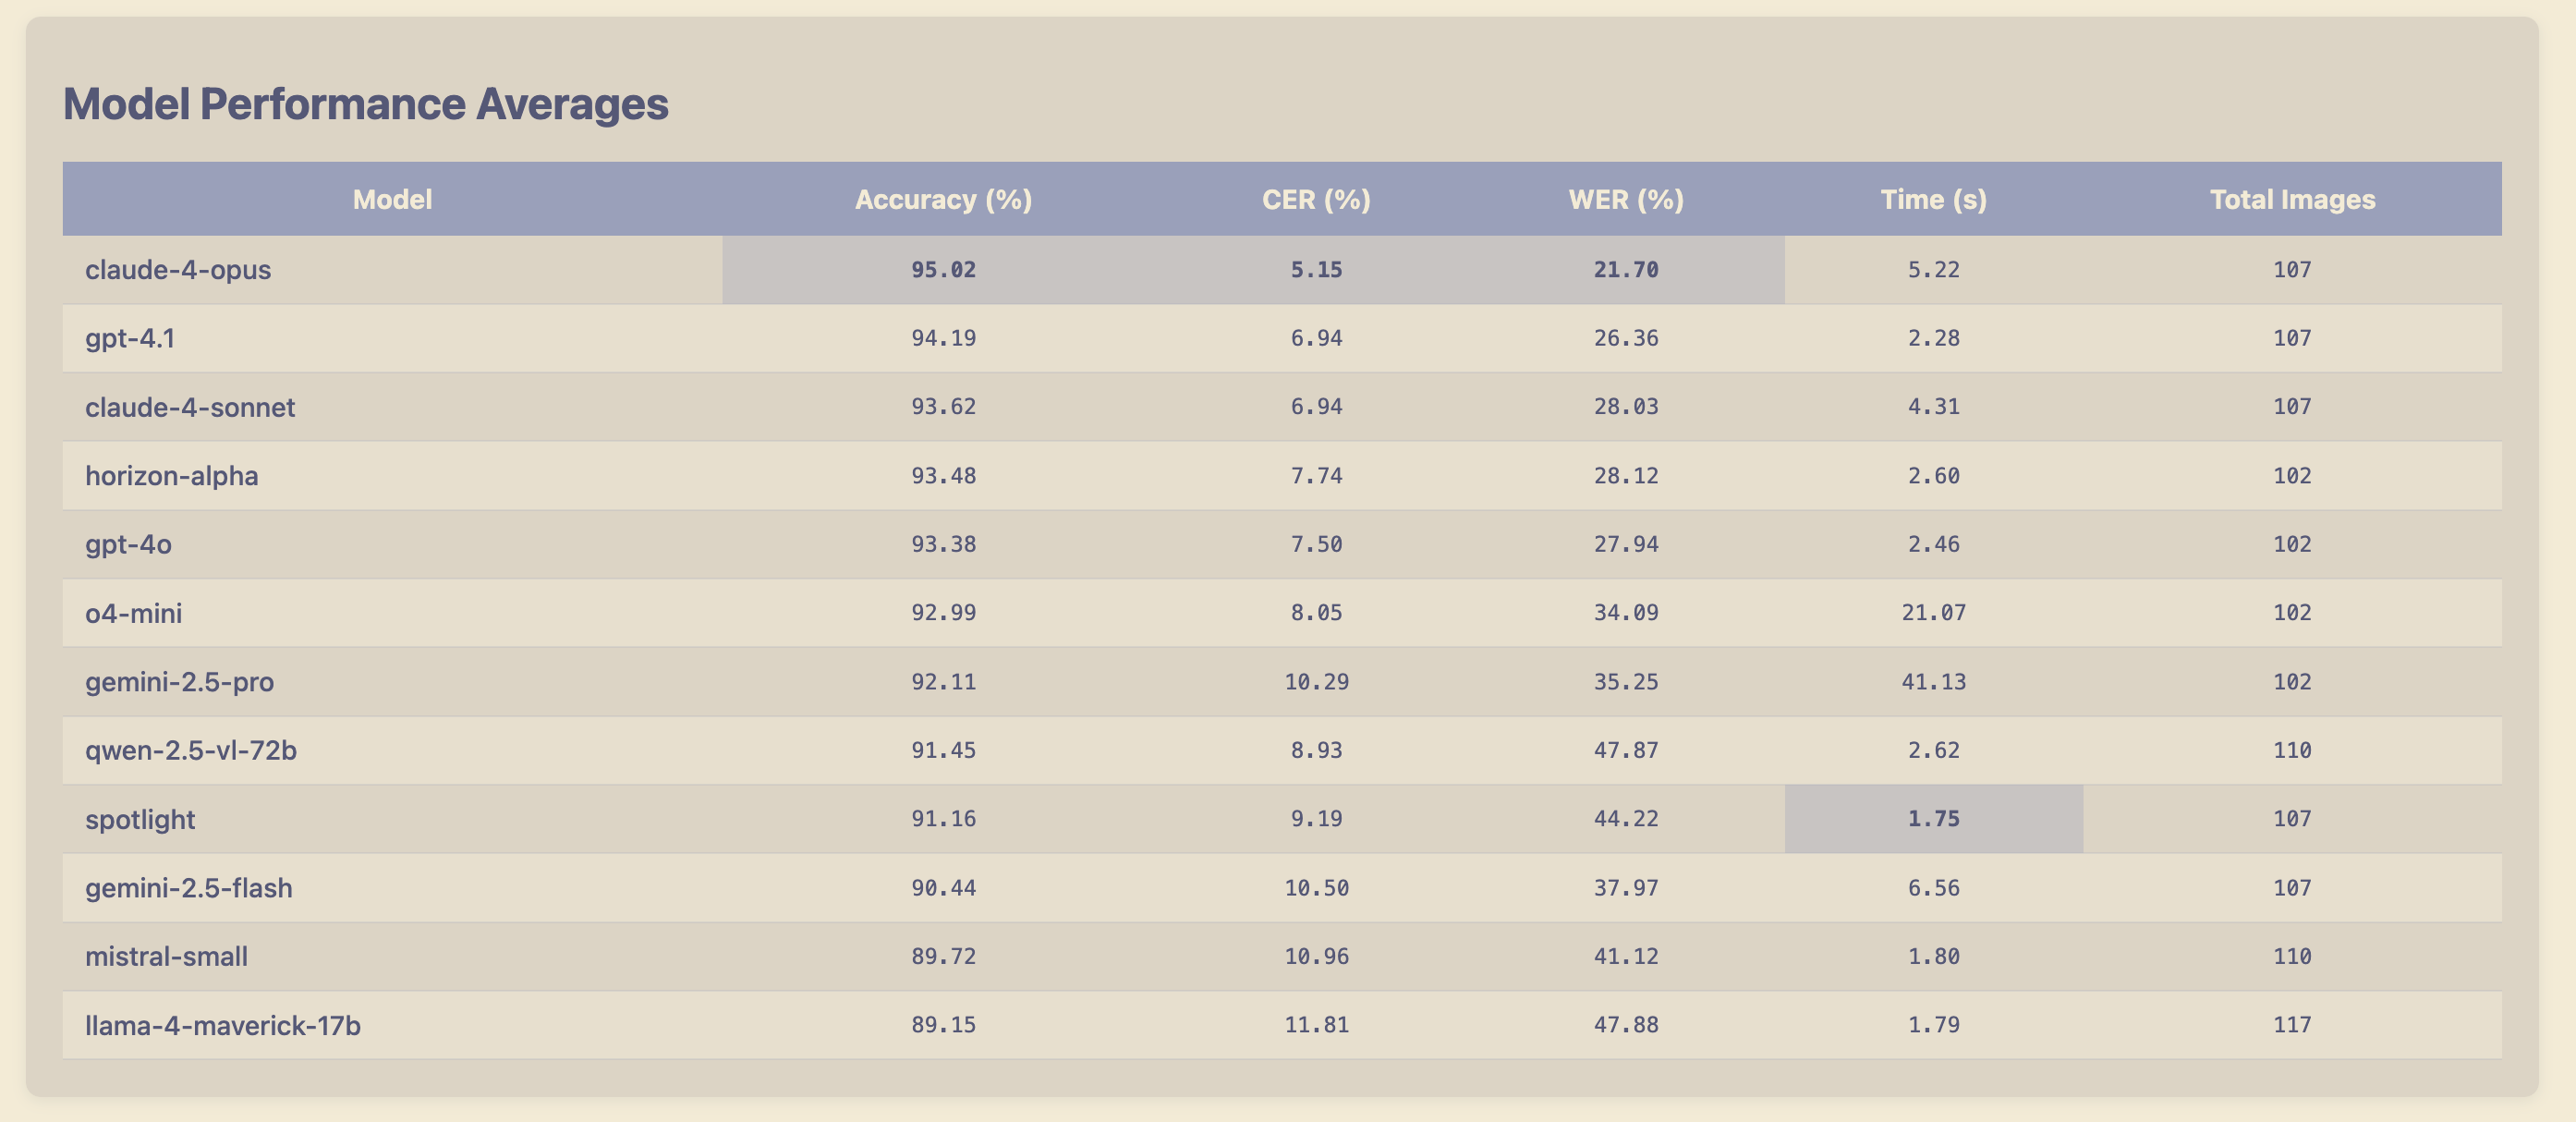 Model Performance Averages
Model Accuracy (%) CER (%) WER (%) Time (s) Total Images
claude-4-opus 95.02 5.15 21.70 5.22 107
gpt-4.1 94.19 6.94 26.36 2.28 107
claude-4-sonnet 93.62 6.94 28.03 4.31 107
horizon-alpha 93.48 7.74 28.12 2.60 102
gpt-4o 93.38 7.50 27.94 2.46 102
o4-mini 92.99 8.05 34.09 21.07 102
gemini-2.5-pro 92.11 10.29 35.25 41.13 102
qwen-2.5-vl-72b 91.45 8.93 47.87 2.62 110
spotlight 91.16 9.19 44.22 1.75 107
gemini-2.5-flash 90.44 10.50 37.97 6.56 107
mistral-small 89.72 10.96 41.12 1.80 110
llama-4-maverick-17b 89.15 11.81 47.88 1.79 117